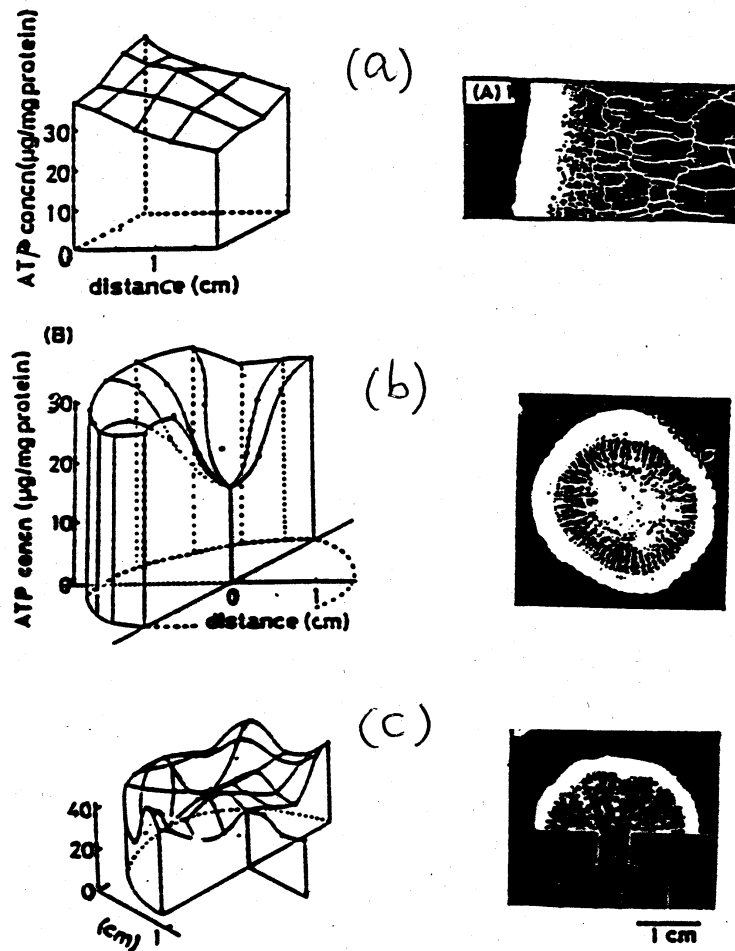 (a)
(A)
ATP concn (µg/mg protein)
30
20
10
0
1
distance (cm)
(B)
(b)
ATP concn (µg/mg protein)
30
20
10
0
0
1
distance (cm)
(c)
40
20
0
(cm) 1
1 cm